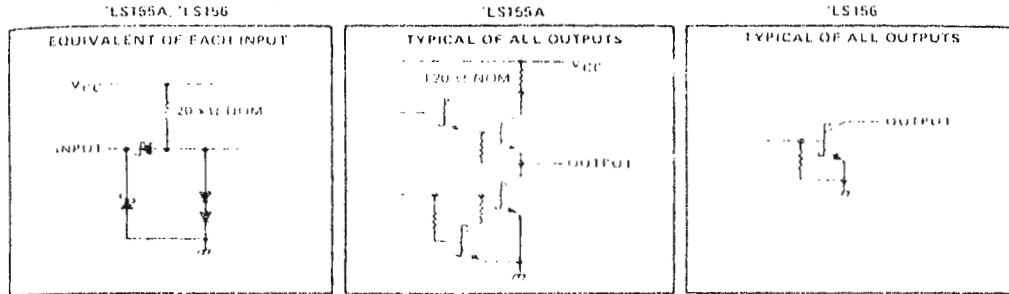 'LS155A, 'LS156
EQUIVALENT OF EACH INPUT
VCC
20 kΩ NOM
INPUT
'LS155A
TYPICAL OF ALL OUTPUTS
VCC
120 Ω NOM
OUTPUT
'LS156
TYPICAL OF ALL OUTPUTS
OUTPUT